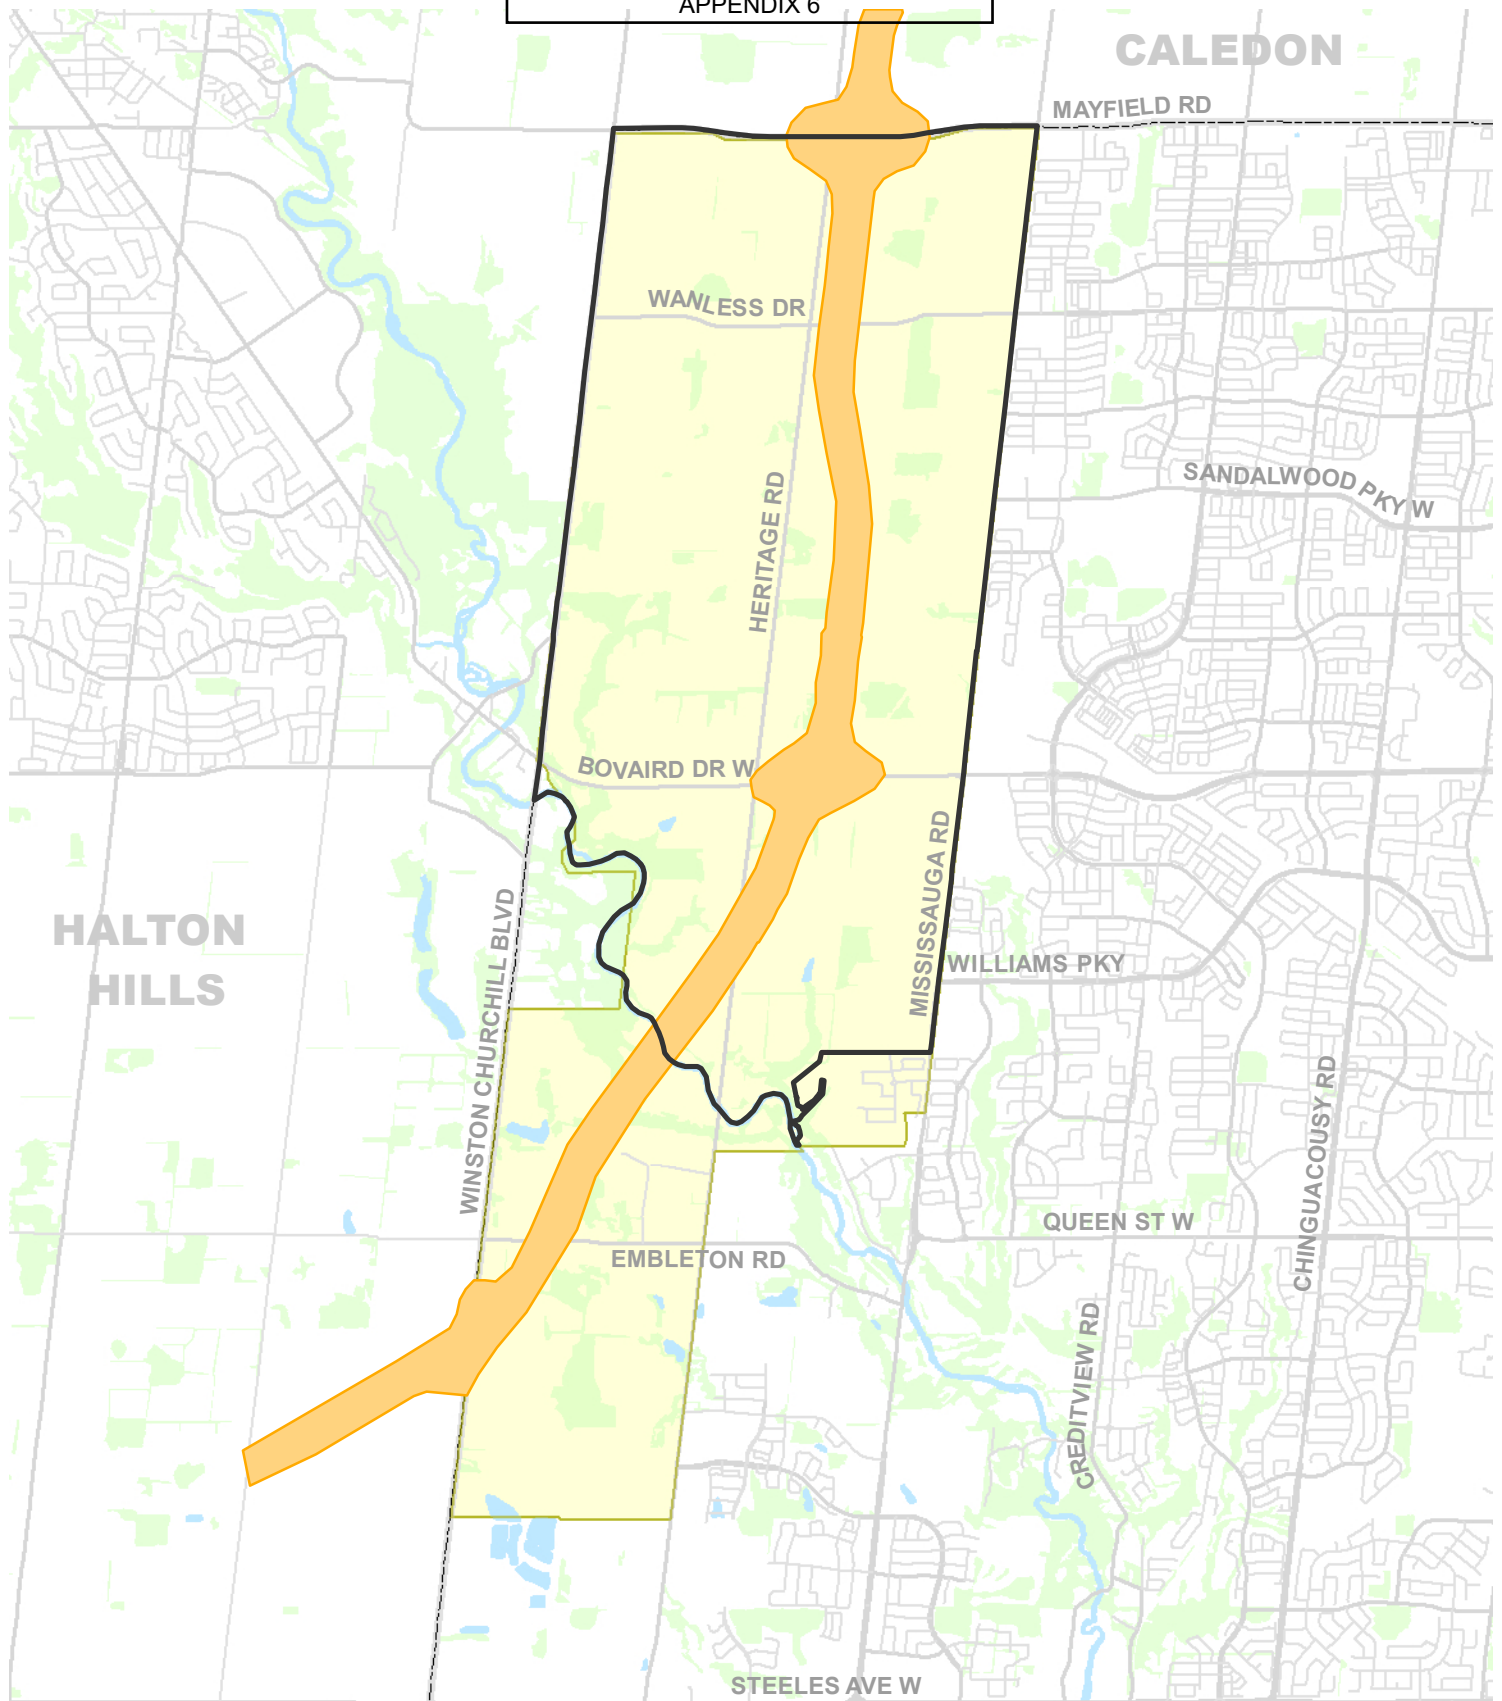 APPENDIX 6
CALEDON
MAYFIELD RD
WANLESS DR
SANDALWOOD PKY W
HERITAGE RD
BOVAIRD DR W
MISSISSAUGA RD
HALTON
HILLS
WINSTON CHURCHILL BLVD
WILLIAMS PKY
CHINGUACOUSY RD
QUEEN ST W
EMBLETON RD
CREDITVIEW RD
STEELES AVE W